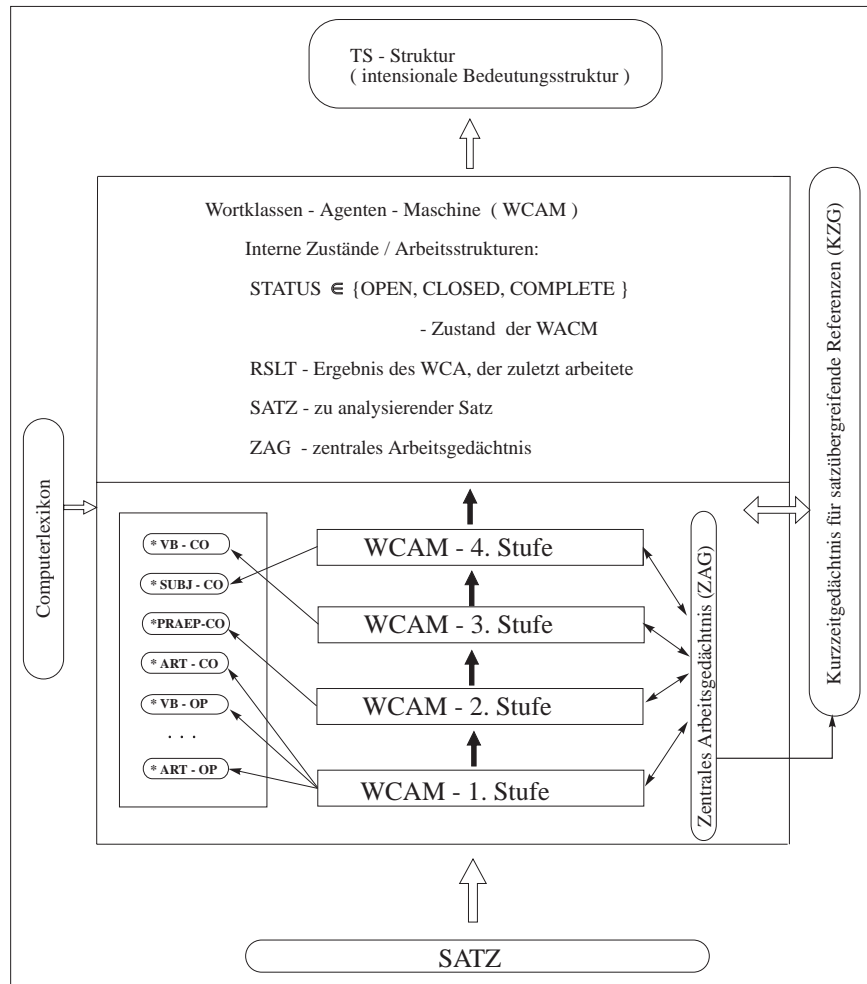 TS - Struktur
( intensionale Bedeutungsstruktur )
Wortklassen - Agenten - Maschine ( WCAM )
Interne Zustände / Arbeitsstrukturen:
STATUS ∈ {OPEN, CLOSED, COMPLETE }
- Zustand der WACM
RSLT - Ergebnis des WCA, der zuletzt arbeitete
SATZ - zu analysierender Satz
ZAG - zentrales Arbeitsgedächtnis
Computerlexikon
* VB - CO
* SUBJ - CO
*PRAEP-CO
* ART - CO
* VB - OP
. . .
* ART - OP
WCAM - 4. Stufe
WCAM - 3. Stufe
WCAM - 2. Stufe
WCAM - 1. Stufe
Zentrales Arbeitsgedächtnis (ZAG)
Kurzzeitgedächtnis für satzübergreifende Referenzen (KZG)
SATZ